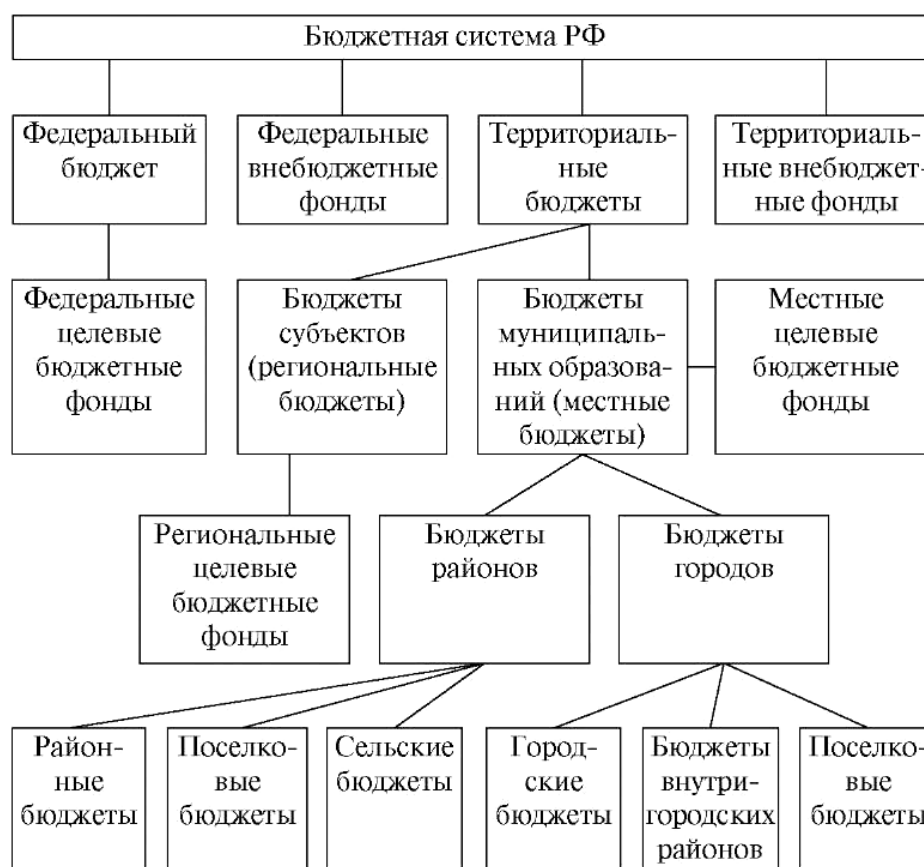 Бюджетная система РФ
Федеральный
бюджет
Федеральные
внебюджетные
фонды
Территориаль-
ные
бюджеты
Территориаль-
ные внебюджет-
ные фонды
Федеральные
целевые
бюджетные
фонды
Бюджеты
субъектов
(региональные
бюджеты)
Бюджеты
муниципаль-
ных образова-
ний (местные
бюджеты)
Местные
целевые
бюджетные
фонды
Региональные
целевые
бюджетные
фонды
Бюджеты
районов
Бюджеты
городов
Район-
ные
бюджеты
Поселко-
вые
бюджеты
Сельские
бюджеты
Город-
ские
бюджеты
Бюджеты
внутри-
городских
районов
Поселко-
вые
бюджеты